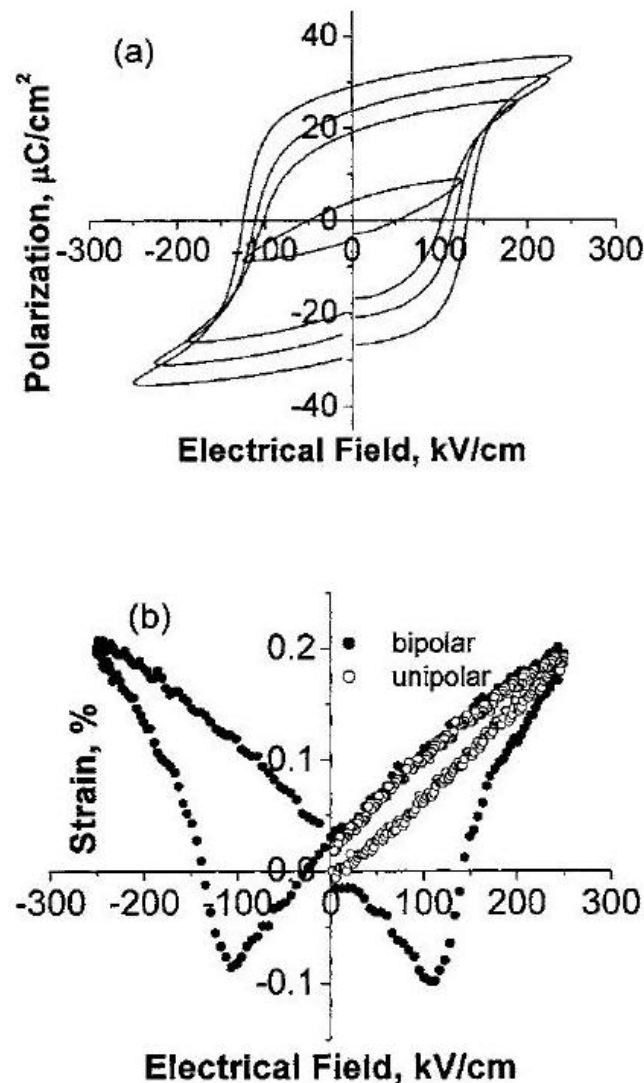 (a)
40
20
0
-300 -200 -100 0 100 200 300
-20
-40
Polarization, μC/cm²
Electrical Field, kV/cm
(b)
bipolar
unipolar
0.2
0.1
0.0
-300 -200 -100 0 100 200 300
-0.1
Strain, %
Electrical Field, kV/cm